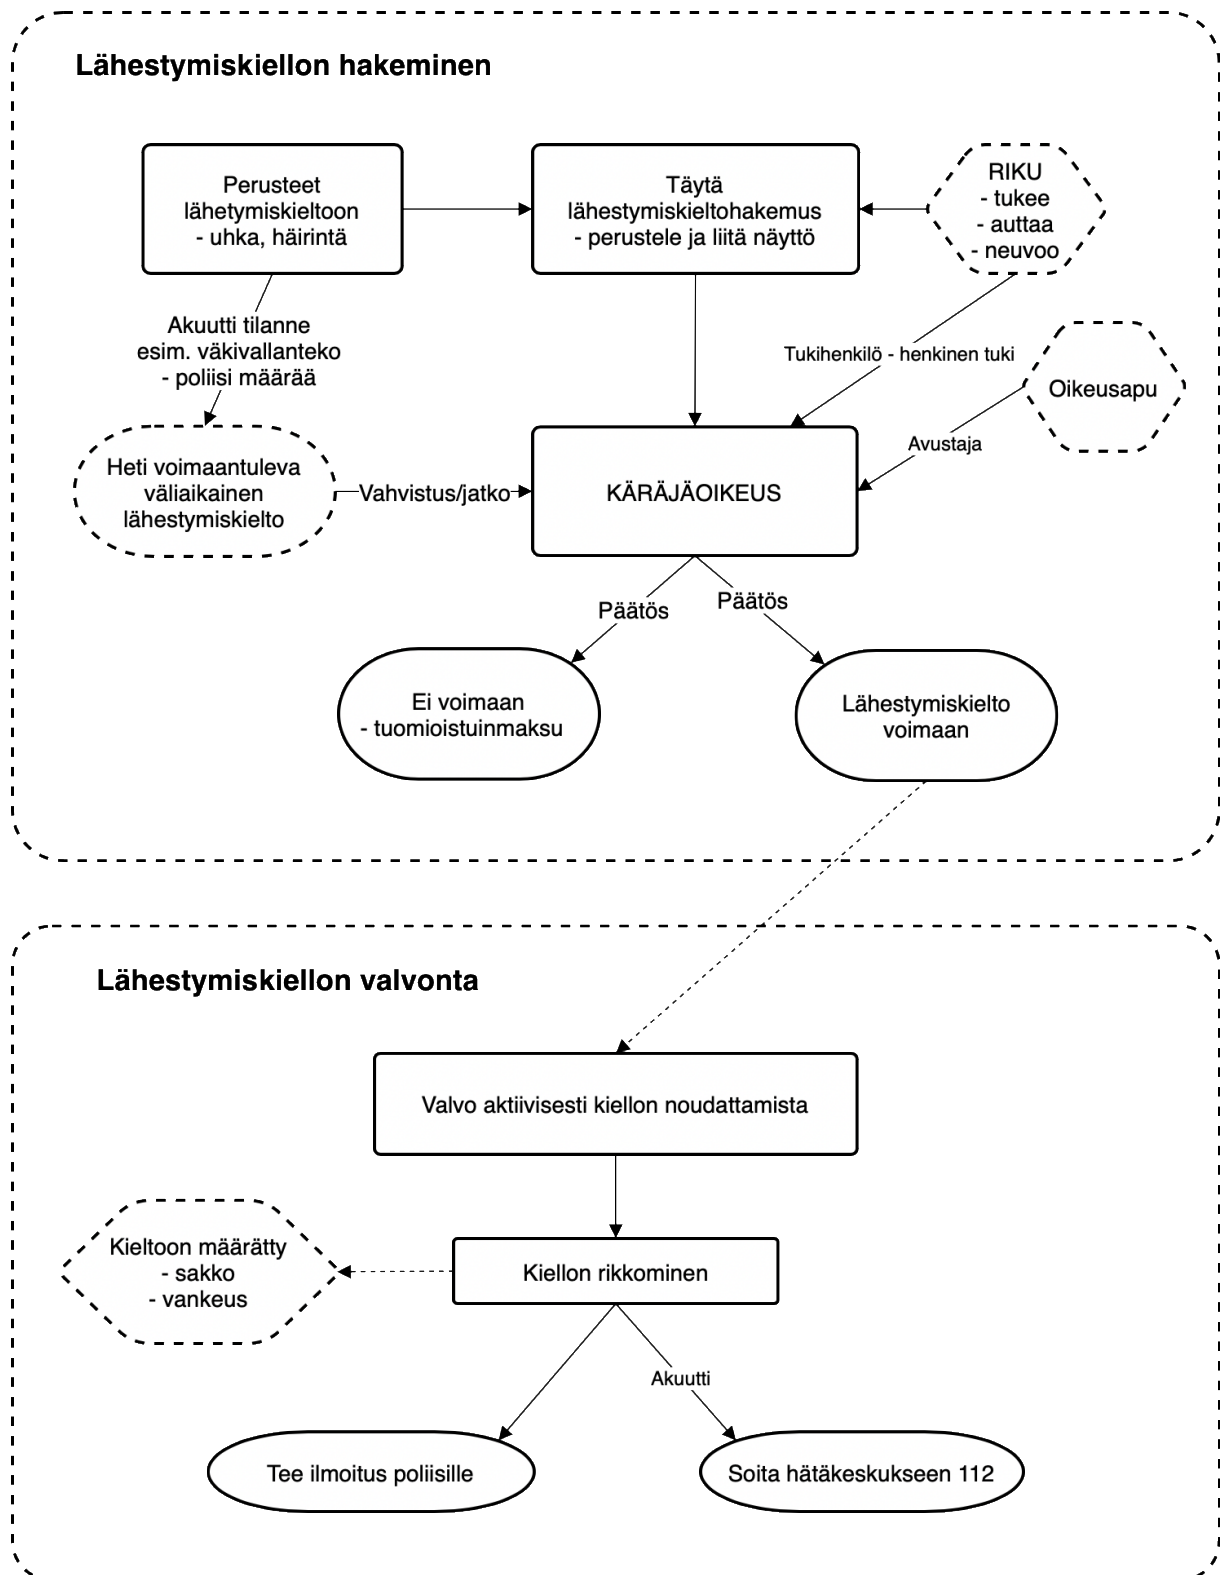 Lähestymiskiellon hakeminen
Perusteet
lähetymiskieltoon
- uhka, häirintä
Täytä
lähestymiskieltohakemus
- perustele ja liitä näyttö
RIKU
- tukee
- auttaa
- neuvoo
Akuutti tilanne
esim. väkivallanteko
- poliisi määrää
Tukihenkilö - henkinen tuki
Oikeusapu
Avustaja
Heti voimaantuleva
väliaikainen
lähestymiskielto
Vahvistus/jatko
KÄRÄJÄOIKEUS
Päätös
Päätös
Ei voimaan
- tuomioistuinmaksu
Lähestymiskielto
voimaan
Lähestymiskiellon valvonta
Valvo aktiivisesti kiellon noudattamista
Kieltoon määrätty
- sakko
- vankeus
Kiellon rikkominen
Akuutti
Tee ilmoitus poliisille
Soita hätäkeskukseen 112